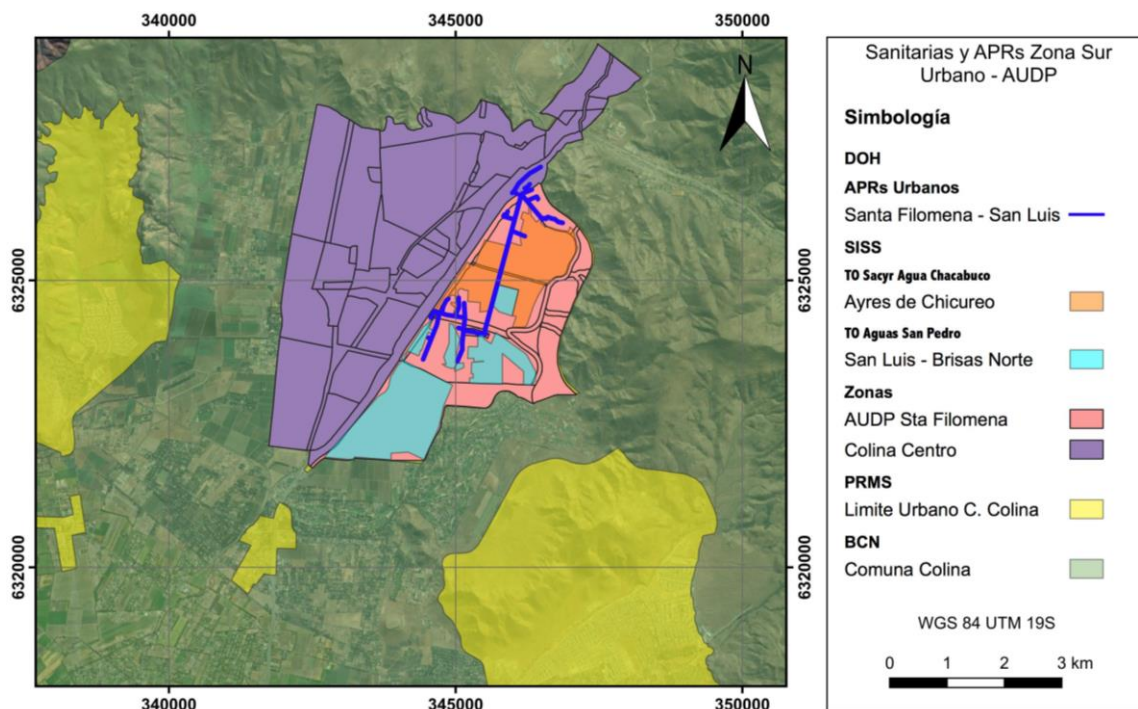 340000 345000 350000
6325000 6325000
6320000 6320000
340000 345000 350000
N
Sanitarias y APRs Zona Sur
Urbano - AUDP
Simbología
DOH
APRs Urbanos
Santa Filomena - San Luis
SISS
TO Sacyr Agua Chacabuco
Ayres de Chicureo
TO Aguas San Pedro
San Luis - Brisas Norte
Zonas
AUDP Sta Filomena
Colina Centro
PRMS
Limite Urbano C. Colina
BCN
Comuna Colina
WGS 84 UTM 19S
0 1 2 3 km